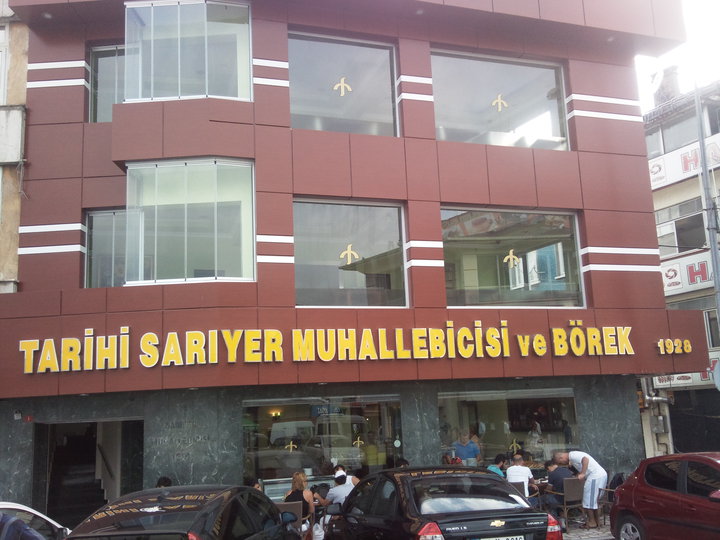 TARİHİ SARIYER MUHALLEBİCİSİ ve BÖREK 1928